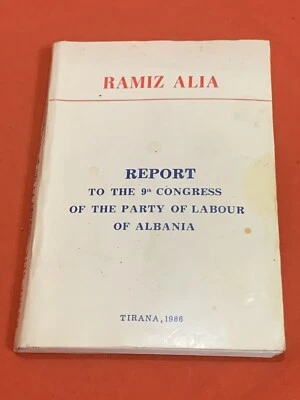 RAMIZ ALIA
REPORT
TO THE 9th CONGRESS
OF THE PARTY OF LABOUR
OF ALBANIA
TIRANA, 1986